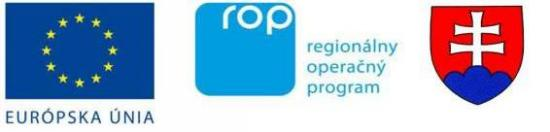 EURÓPSKA ÚNIA
rop
regionálny
operačný
program